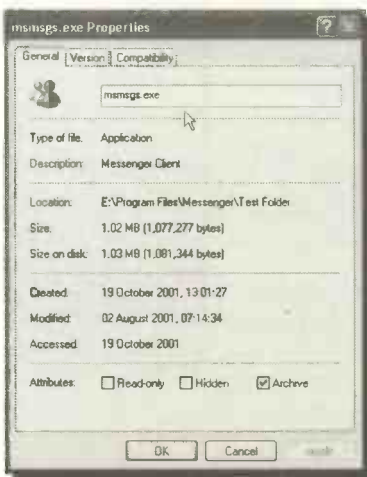 msmsgs.exe Properties
General Version Compatibility
msmsgs.exe
Type of file: Application
Description: Messenger Client
Location: E:\Program Files\Messenger\Test Folder
Size: 1.02 MB (1,077,277 bytes)
Size on disk: 1.03 MB (1,081,344 bytes)
Created: 19 October 2001, 13:01:27
Modified: 02 August 2001, 07:14:34
Accessed: 19 October 2001
Attributes: Read-only Hidden Archive
OK Cancel